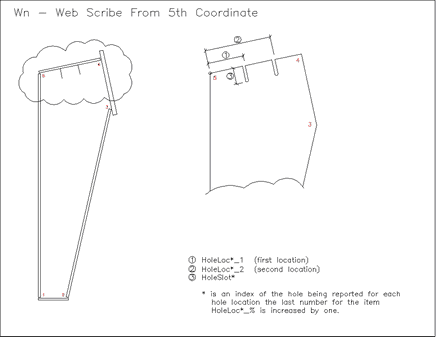 Wn - Web Scribe From 5th Coordinate
2
1
3
5
4
3
5
4
3
1 2
1 HoleLoc*_1 (first location)
2 HoleLoc*_2 (second location)
3 HoleSlot*
* is an index of the hole being reported for each
hole location the last number for the item
HoleLoc*_% is increased by one.